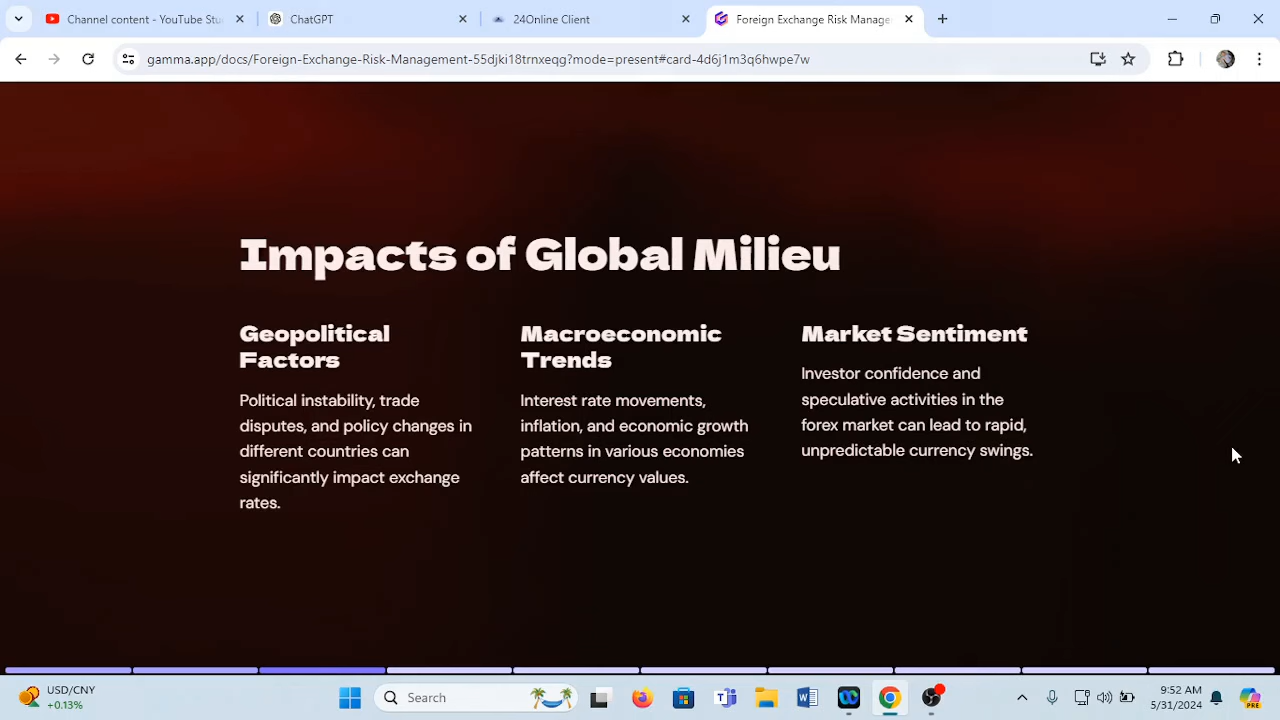 Channel content - YouTube Stu
ChatGPT
24Online Client
Foreign Exchange Risk Manage
gamma.app/docs/Foreign-Exchange-Risk-Management-55djki18trnxeqg?mode=present#card-4d6j1m3q6hwpe7w
Impacts of Global Milieu
Geopolitical
Factors
Political instability, trade
disputes, and policy changes in
different countries can
significantly impact exchange
rates.
Macroeconomic
Trends
Interest rate movements,
inflation, and economic growth
patterns in various economies
affect currency values.
Market Sentiment
Investor confidence and
speculative activities in the
forex market can lead to rapid,
unpredictable currency swings.
USD/CNY
+0.13%
Search
9:52 AM
5/31/2024
PRE